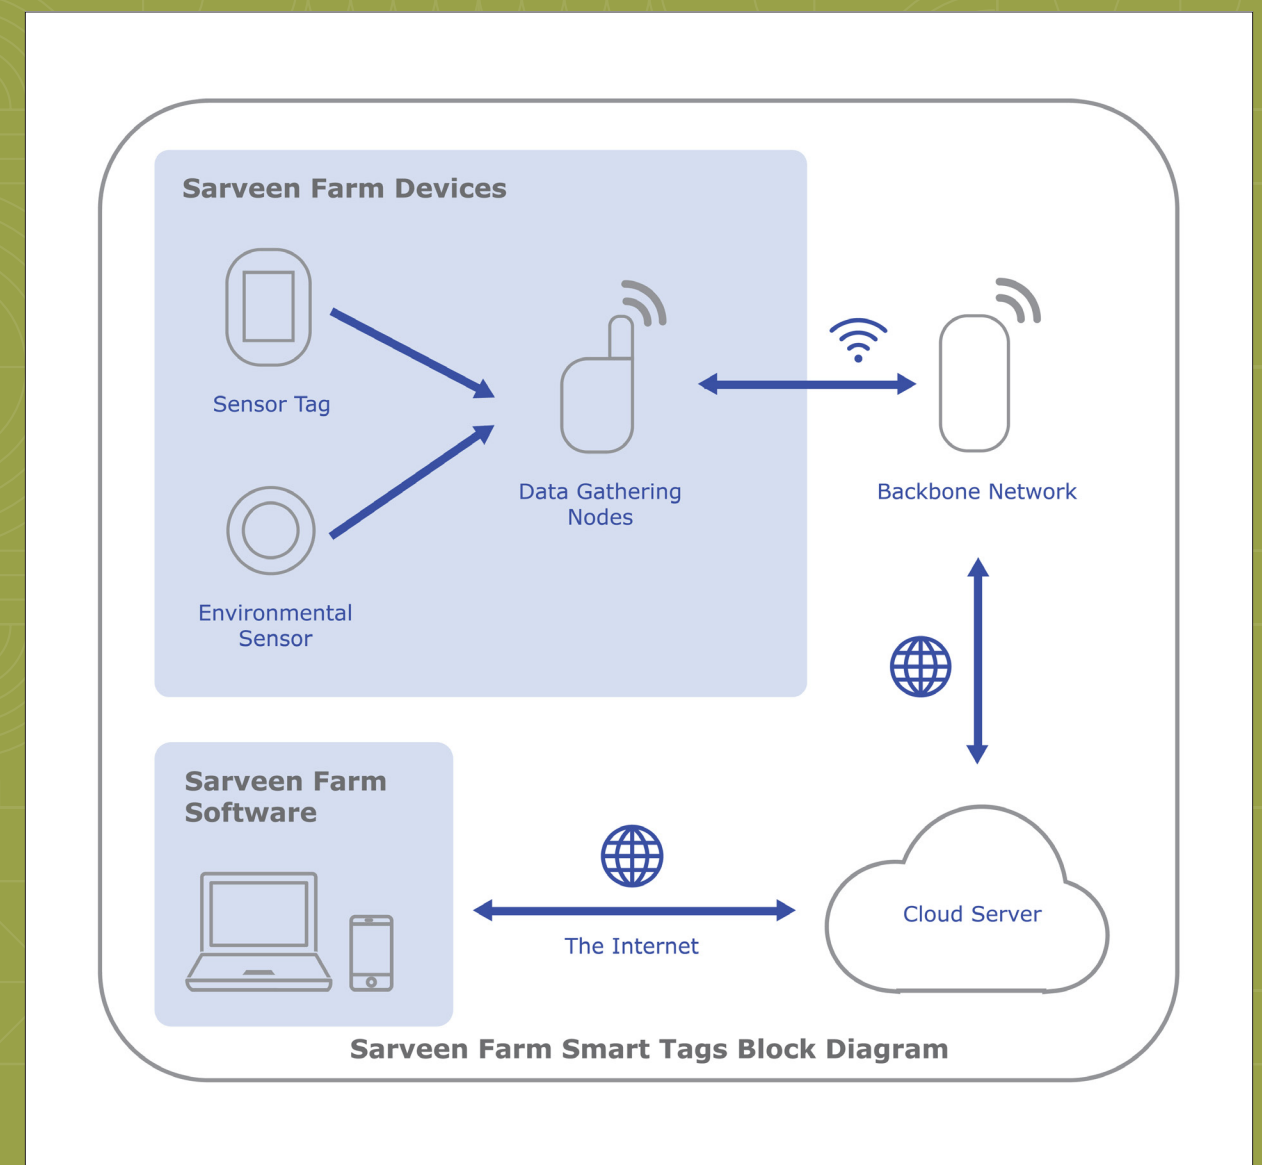 Sarveen Farm Devices
Sensor Tag
Data Gathering
Nodes
Backbone Network
Environmental
Sensor
Sarveen Farm
Software
The Internet
Cloud Server
Sarveen Farm Smart Tags Block Diagram